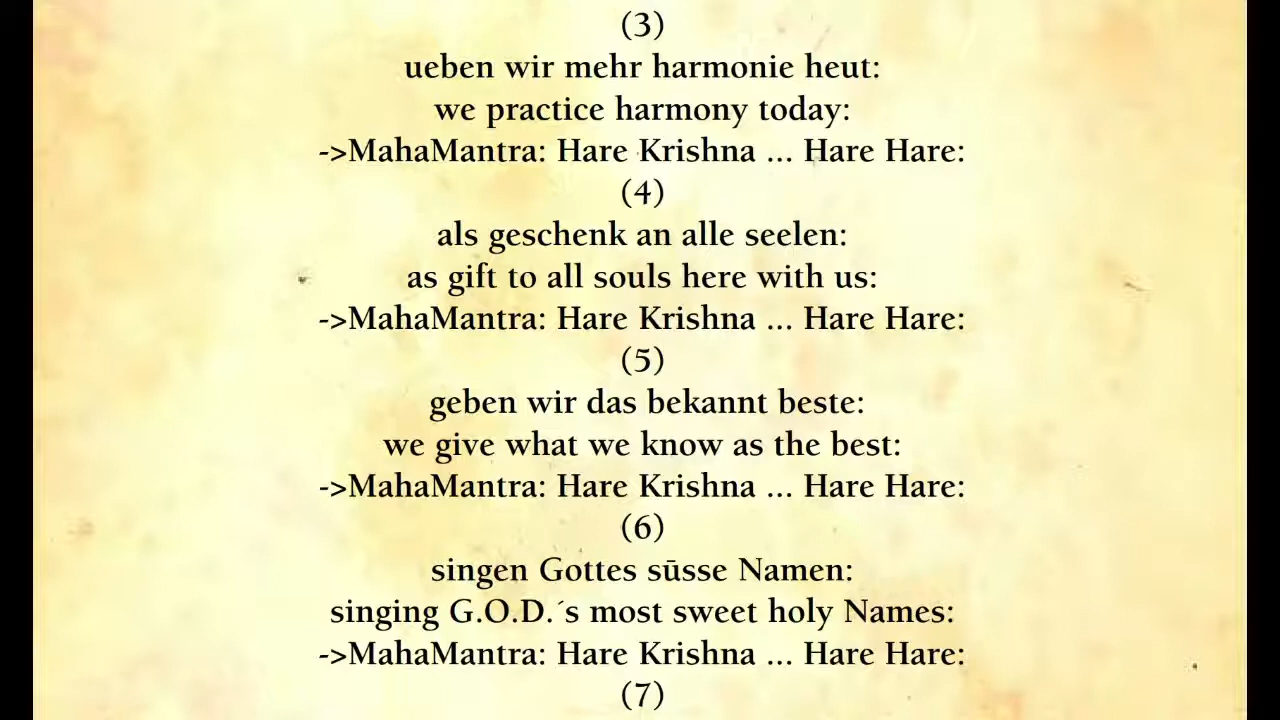 (3)
ueben wir mehr harmonie heut:
we practice harmony today:
->MahaMantra: Hare Krishna ... Hare Hare:
(4)
als geschenk an alle seelen:
as gift to all souls here with us:
->MahaMantra: Hare Krishna ... Hare Hare:
(5)
geben wir das bekannt beste:
we give what we know as the best:
->MahaMantra: Hare Krishna ... Hare Hare:
(6)
singen Gottes sūsse Namen:
singing G.O.D.´s most sweet holy Names:
->MahaMantra: Hare Krishna ... Hare Hare:
(7)